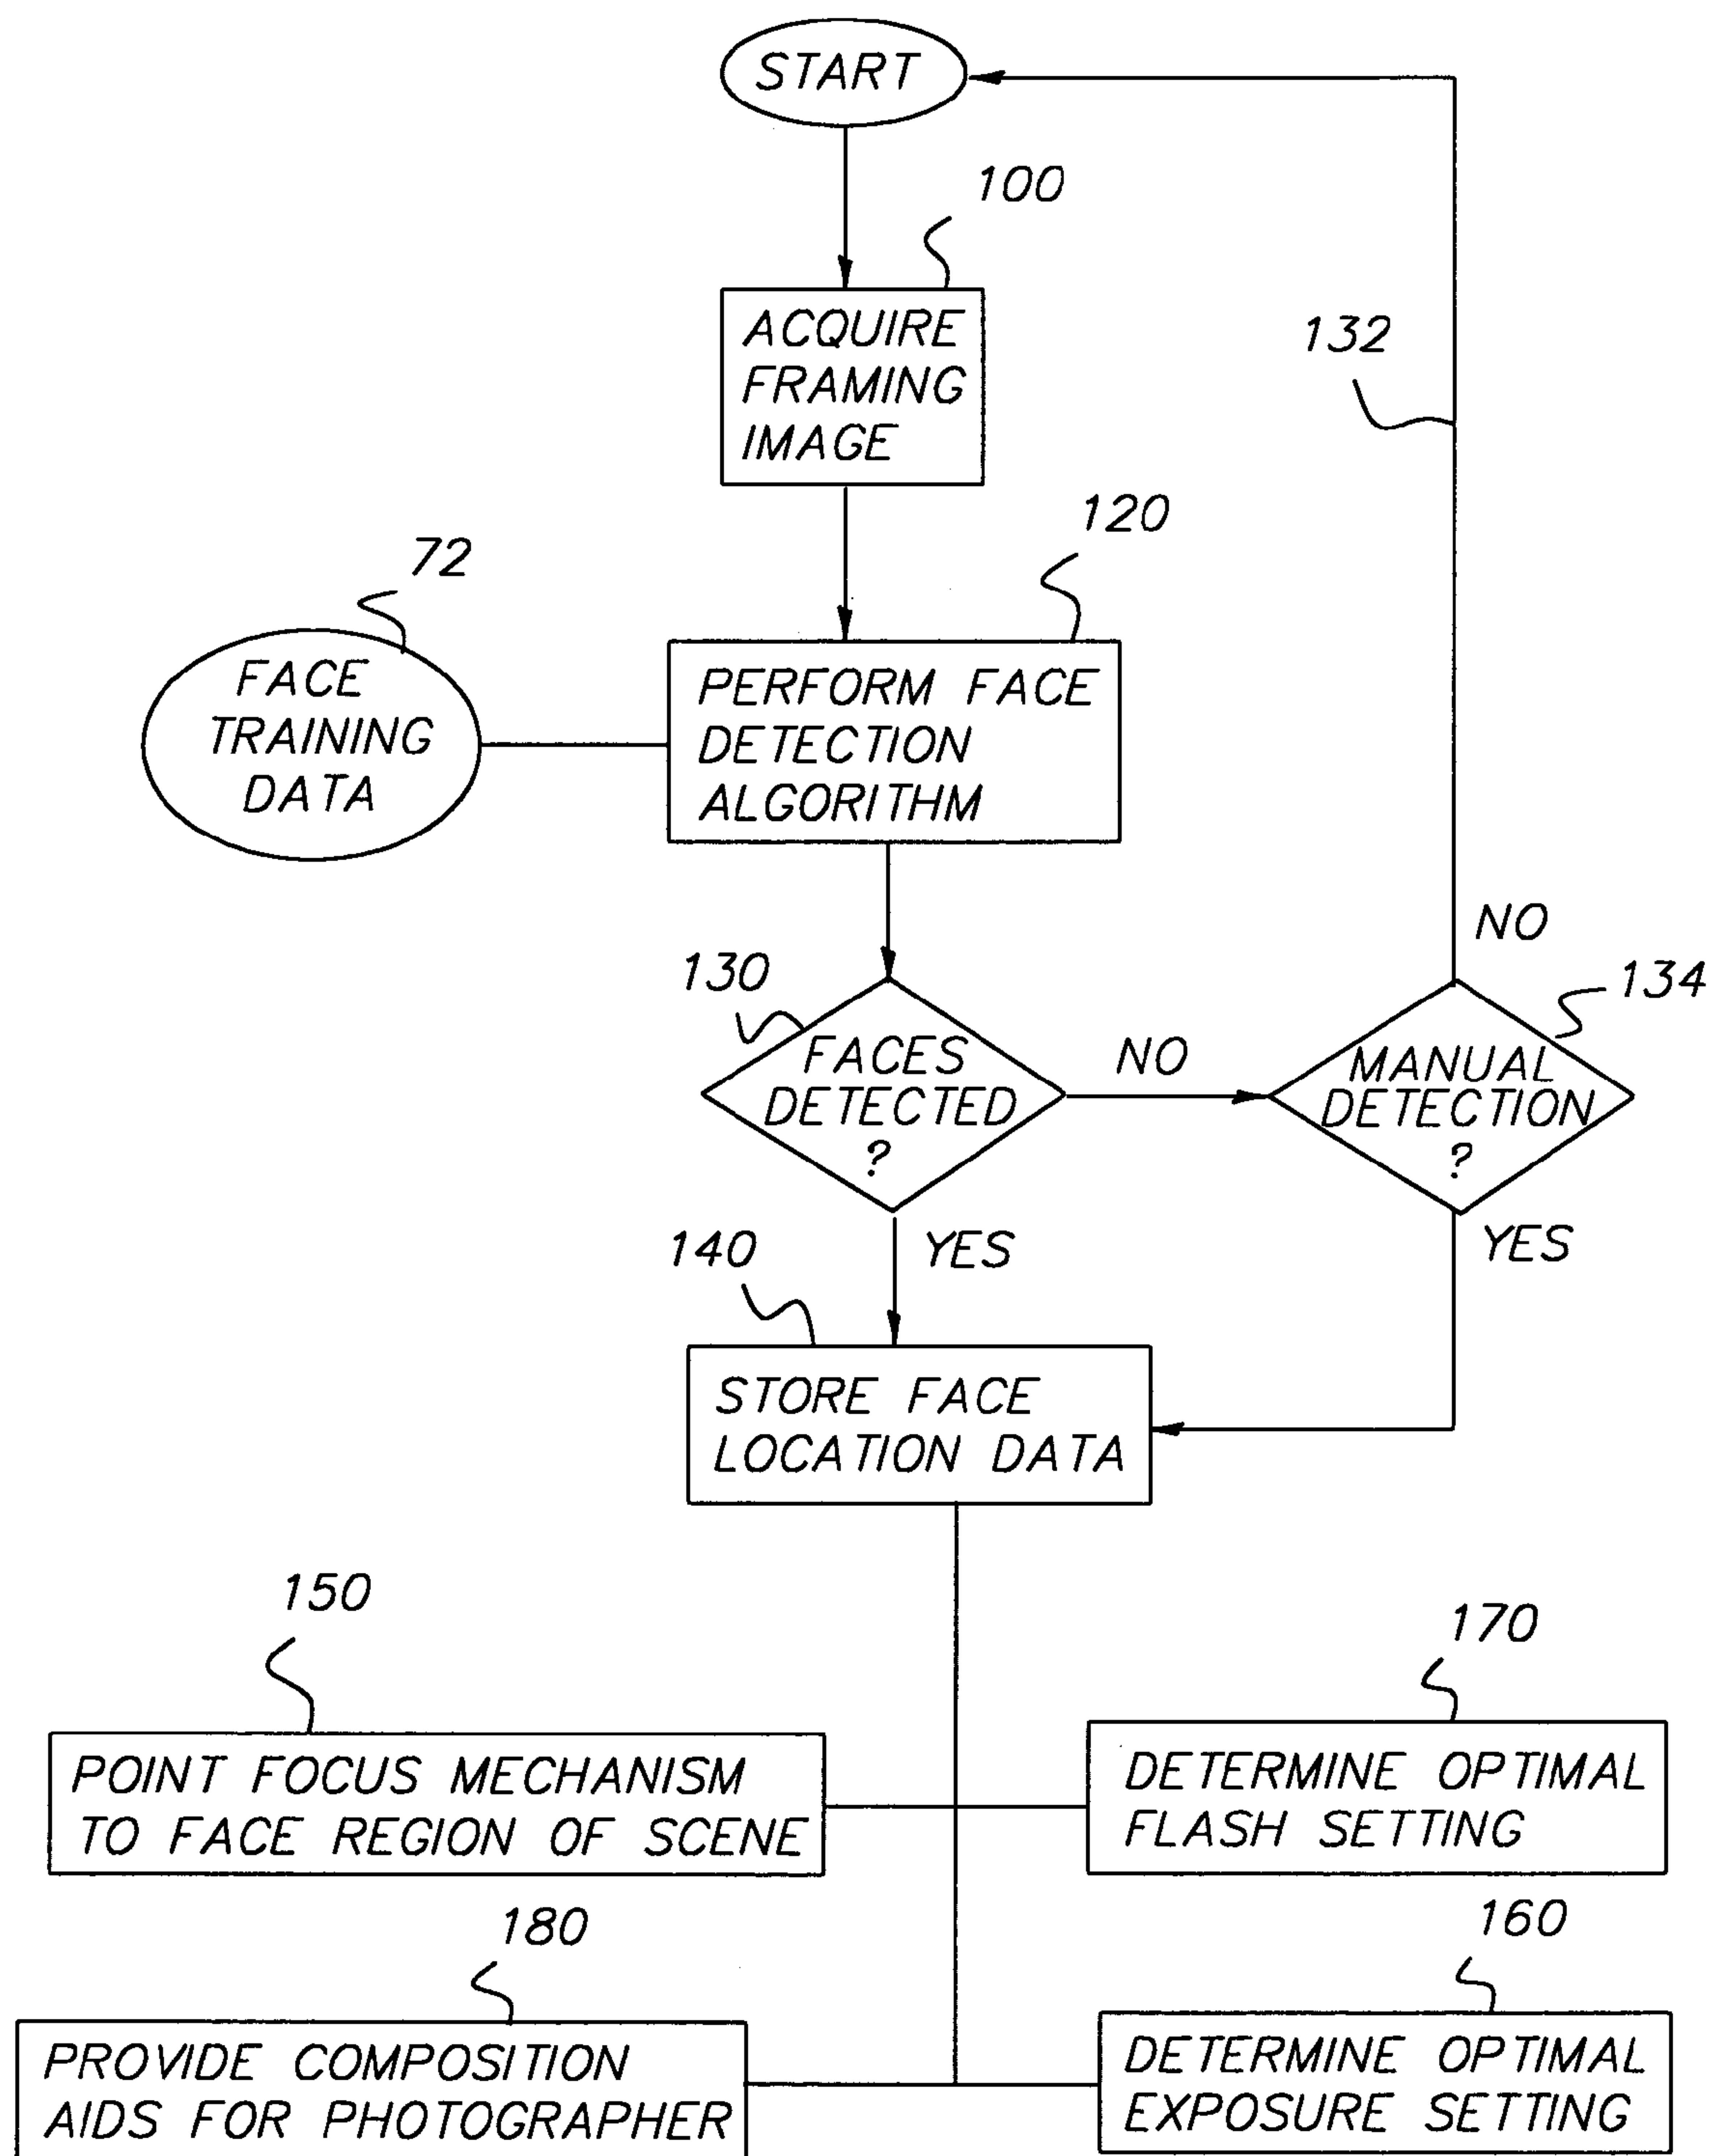 START
100
ACQUIRE
FRAMING
IMAGE
132
120
72
FACE
TRAINING
DATA
PERFORM FACE
DETECTION
ALGORITHM
NO
130
134
FACES
DETECTED
?
NO
MANUAL
DETECTION
?
140
YES
YES
STORE FACE
LOCATION DATA
150
170
POINT FOCUS MECHANISM
TO FACE REGION OF SCENE
DETERMINE OPTIMAL
FLASH SETTING
180
160
PROVIDE COMPOSITION
AIDS FOR PHOTOGRAPHER
DETERMINE OPTIMAL
EXPOSURE SETTING